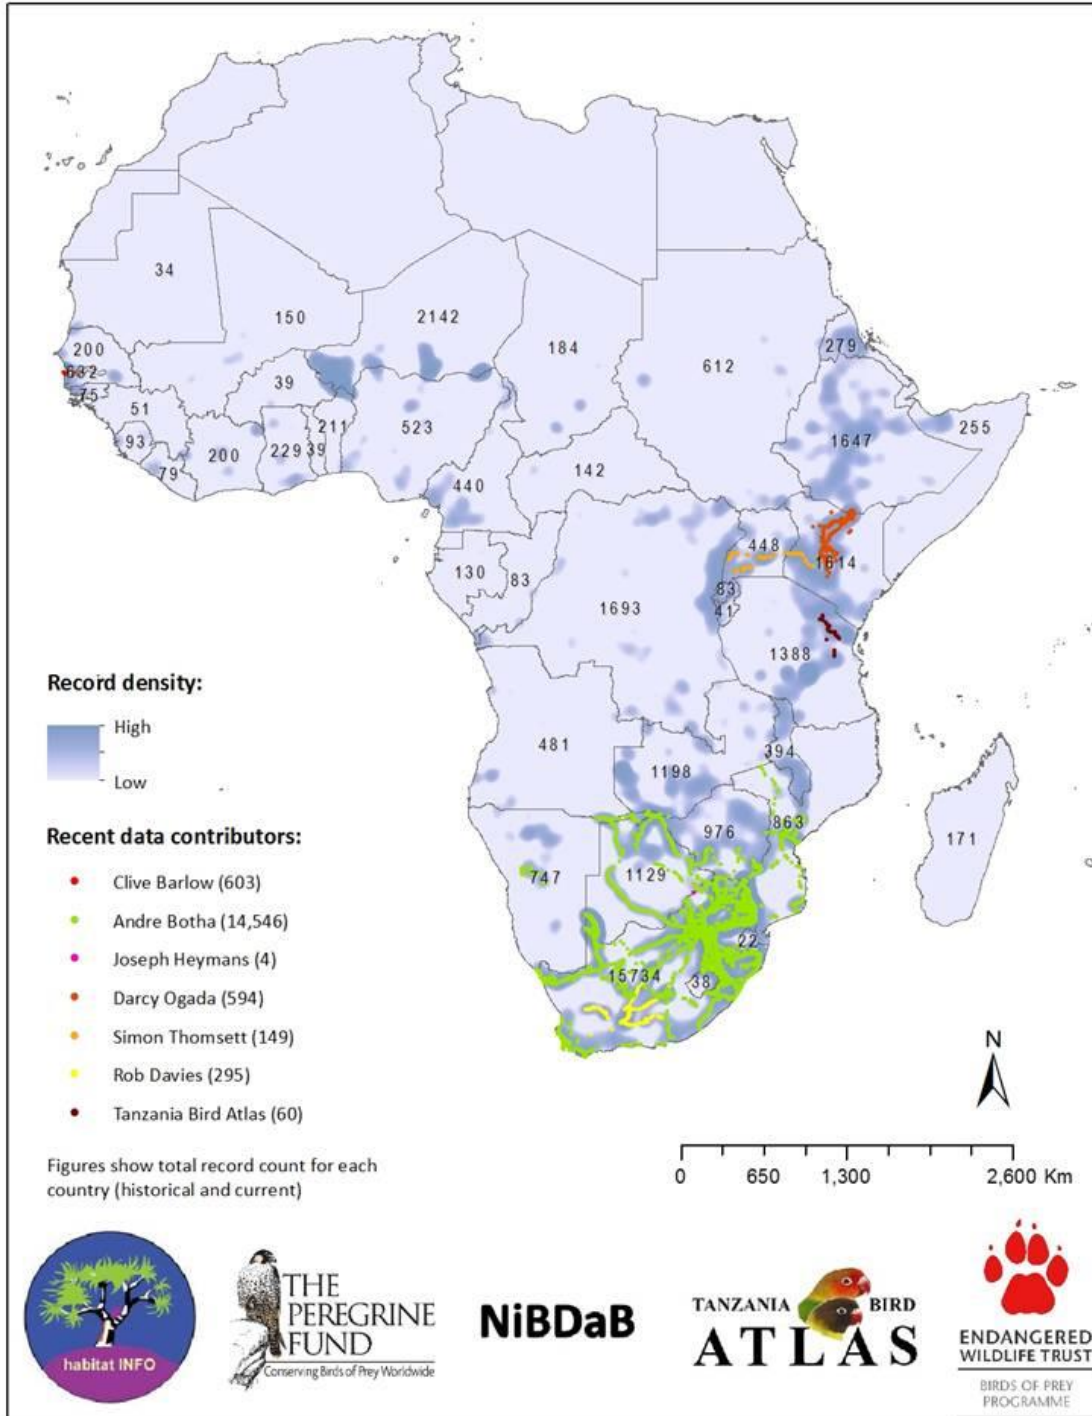 34
150
2142
184
612
279
200
632
75
51
93
79
200
39
229
39
211
523
440
142
1647
255
130
83
1693
448
1614
83
41
1388
481
1198
394
976
863
747
1129
171
22
15734
38
Record density:
High
Low
Recent data contributors:
Clive Barlow (603)
Andre Botha (14,546)
Joseph Heymans (4)
Darcy Ogada (594)
Simon Thomsett (149)
Rob Davies (295)
Tanzania Bird Atlas (60)
Figures show total record count for each
country (historical and current)
N
0 650 1,300 2,600 Km
habitat INFO
THE
PEREGRINE
FUND
Conserving Birds of Prey Worldwide
NiBDaB
TANZANIA BIRD
ATLAS
ENDANGERED
WILDLIFE TRUST
BIRDS OF PREY
PROGRAMME